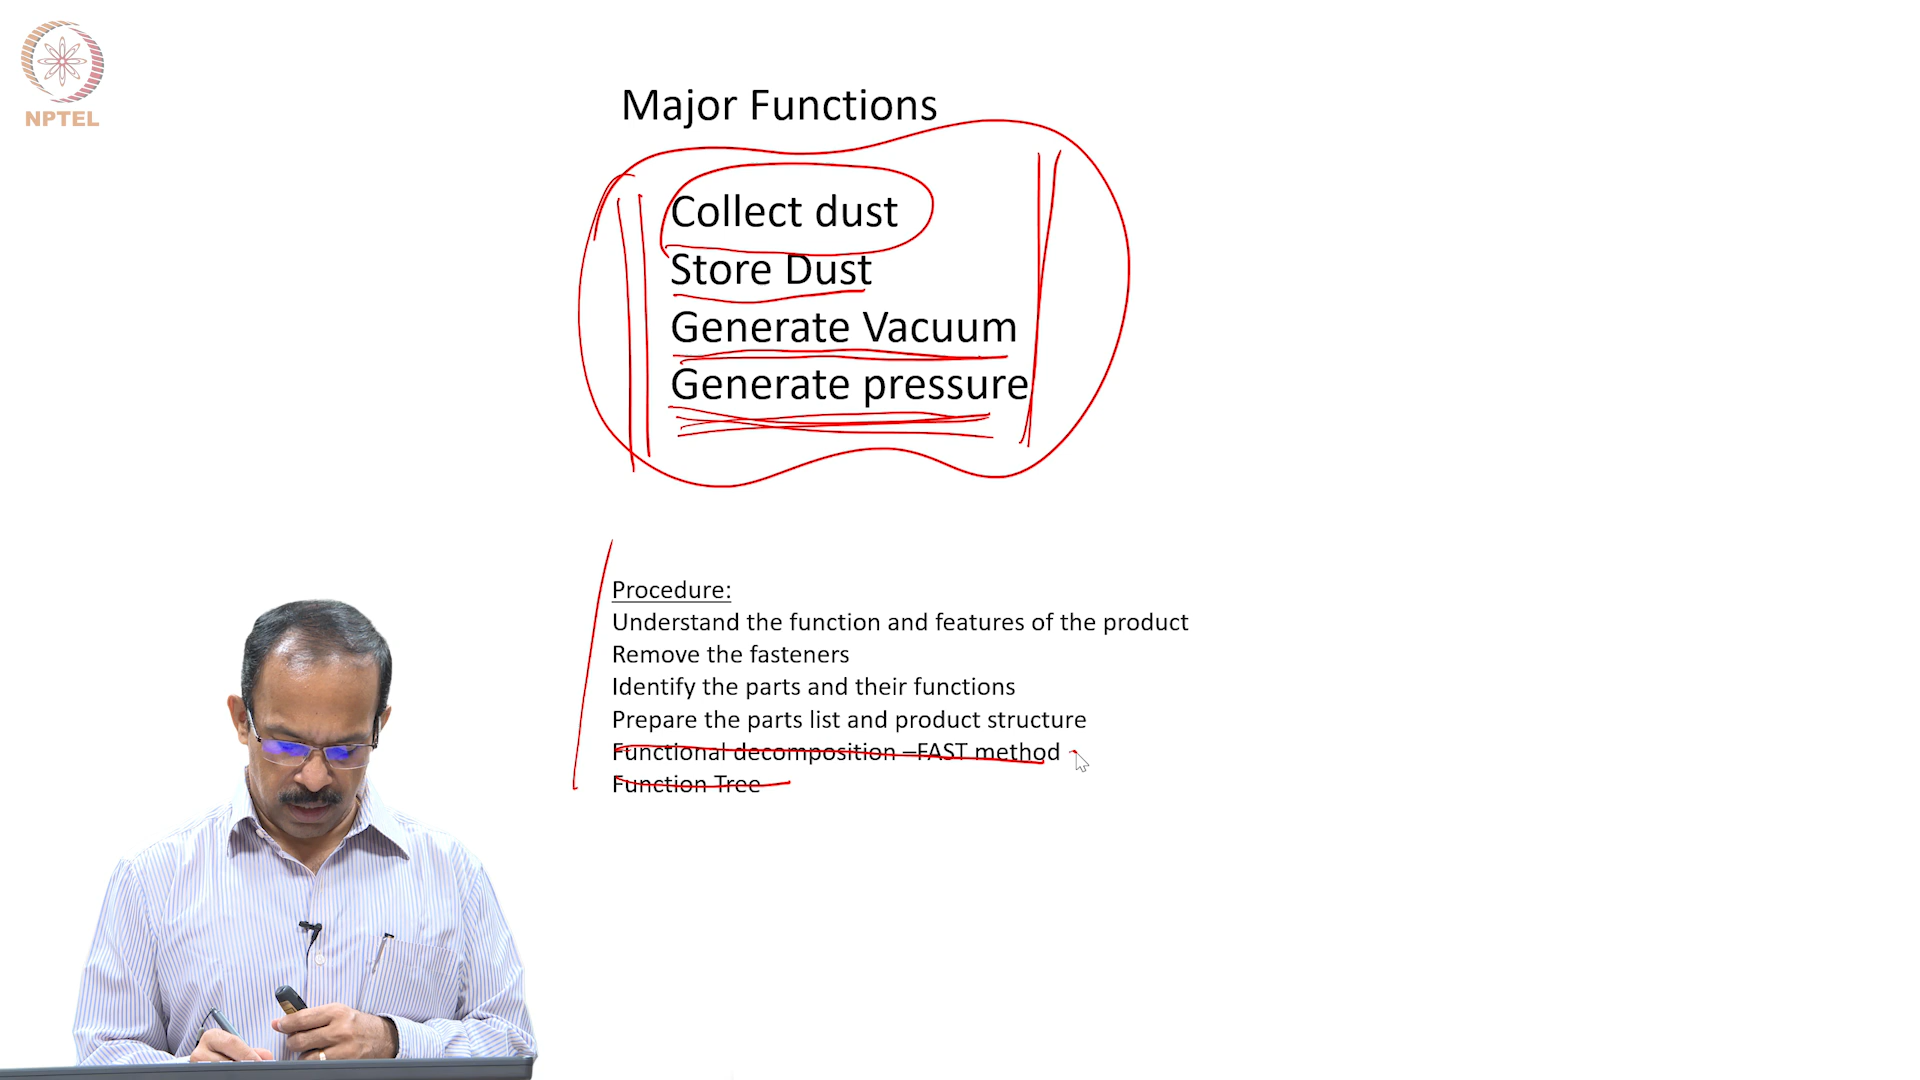 NPTEL
Major Functions
Collect dust
Store Dust
Generate Vacuum
Generate pressure
Procedure:
Understand the function and features of the product
Remove the fasteners
Identify the parts and their functions
Prepare the parts list and product structure
Functional decomposition –FAST method
Function Tree